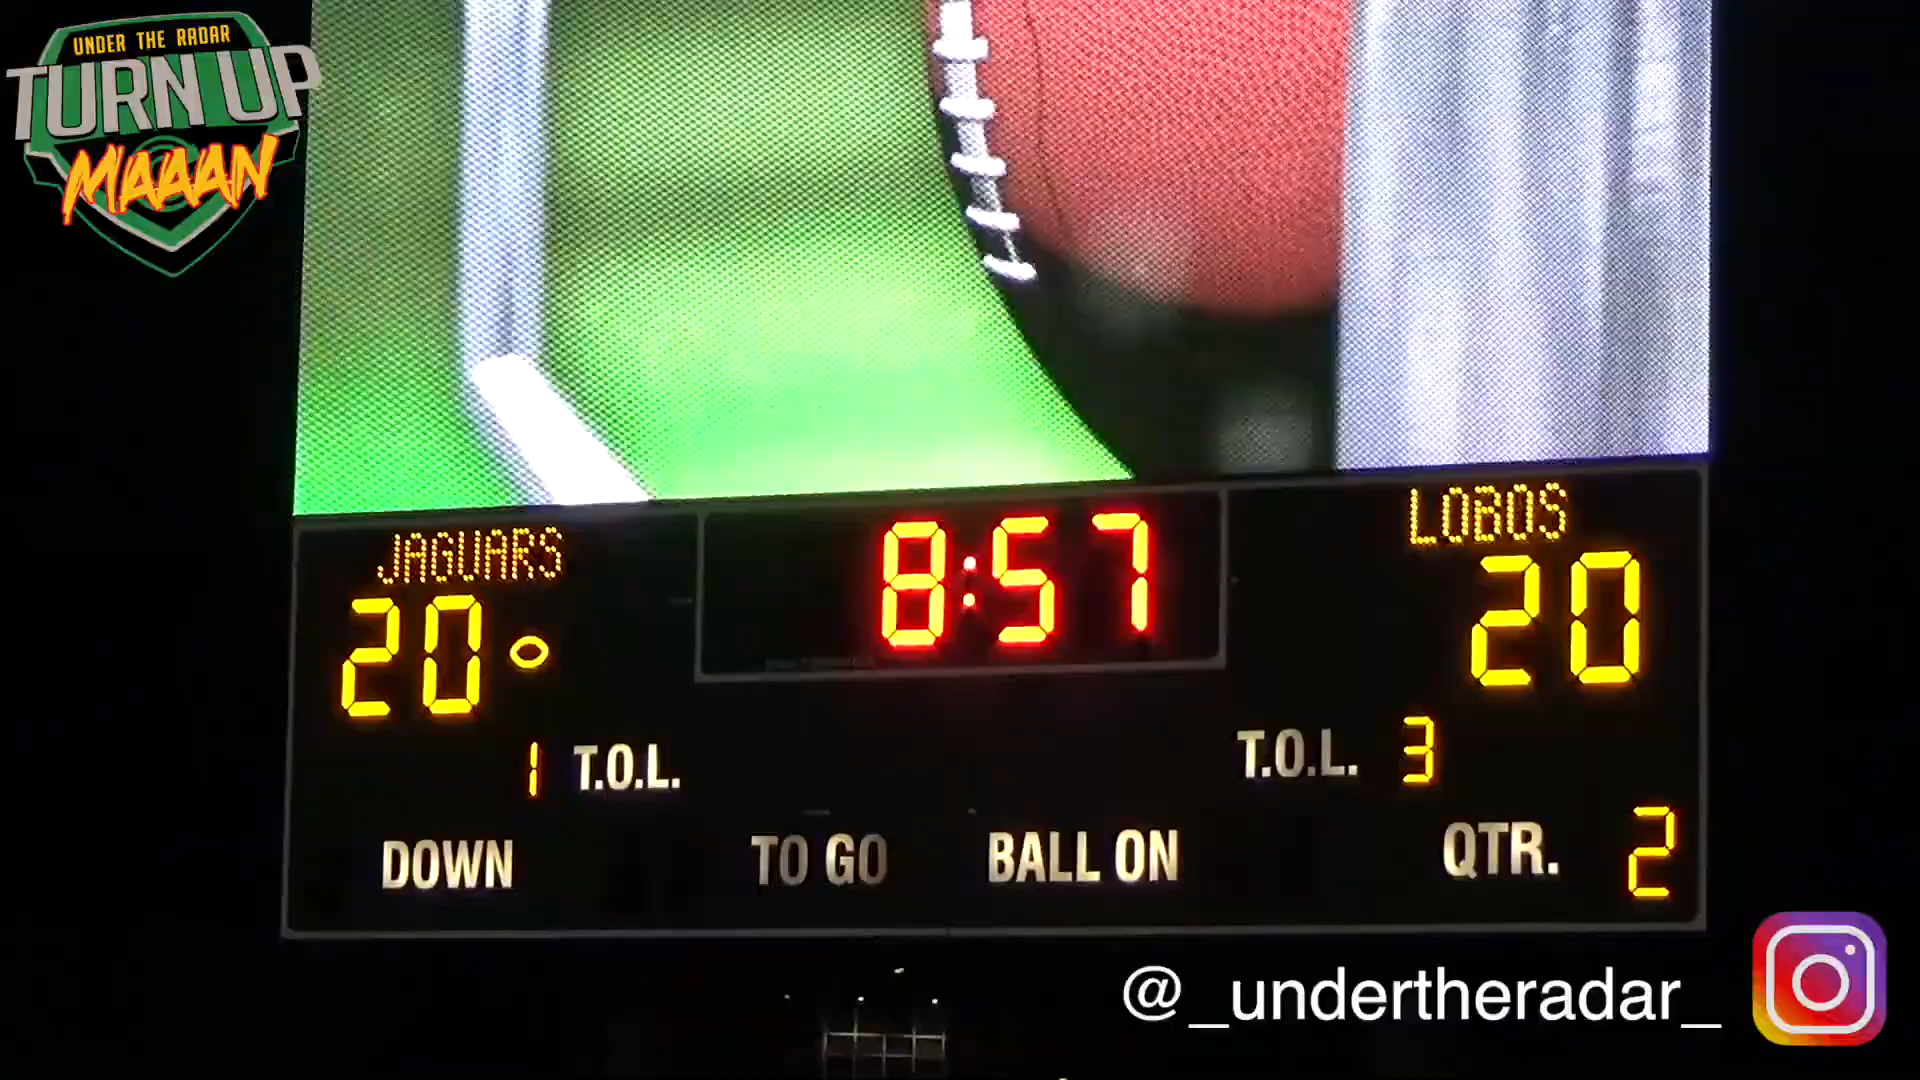 UNDER THE RADAR
TURN UP
MAAAN
JAGUARS
8:57
LOBOS
20
20
1 T.O.L.
T.O.L. 3
DOWN
TO GO
BALL ON
QTR. 2
@_undertheradar_